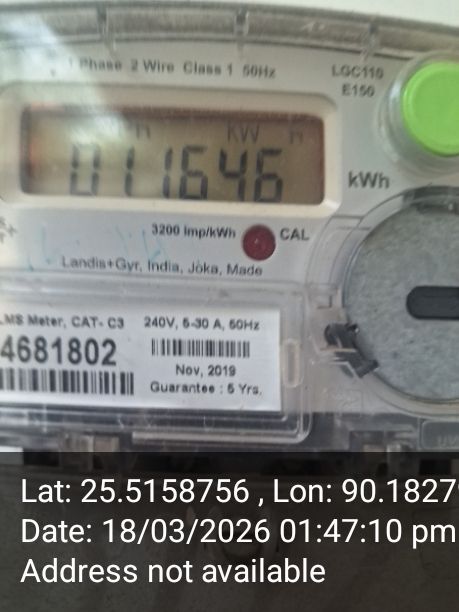 Phase 2 Wire Class 1 50Hz
LGC110
E150
KW H
011646
kWh
3200 Imp/kWh CAL
Landis+Gyr, India, Joka, Made
LMS Meter, CAT- C3
240V, 5-30 A, 50Hz
4681802
Nov, 2019
Guarantee : 5 Yrs.
Lat: 25.5158756 , Lon: 90.1827
Date: 18/03/2026 01:47:10 pm
Address not available